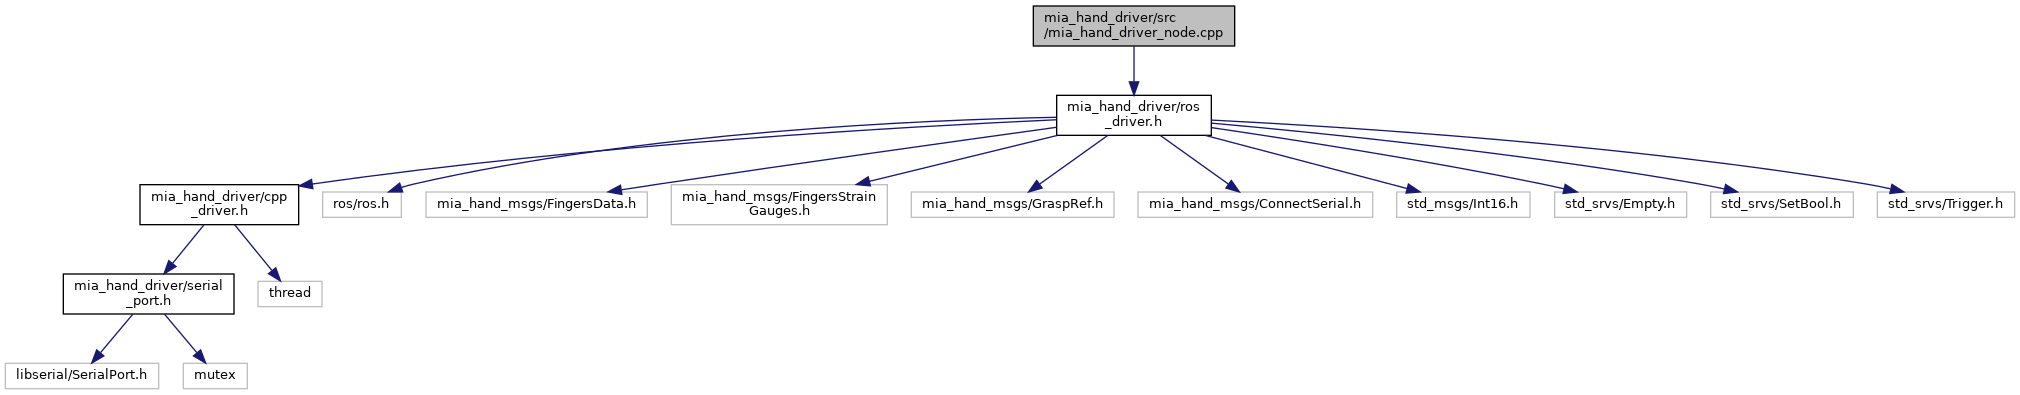 mia_hand_driver/src
/mia_hand_driver_node.cpp
mia_hand_driver/ros
_driver.h
mia_hand_driver/cpp
_driver.h
ros/ros.h
mia_hand_msgs/FingersData.h
mia_hand_msgs/FingersStrain
Gauges.h
mia_hand_msgs/GraspRef.h
mia_hand_msgs/ConnectSerial.h
std_msgs/Int16.h
std_srvs/Empty.h
std_srvs/SetBool.h
std_srvs/Trigger.h
mia_hand_driver/serial
_port.h
thread
libserial/SerialPort.h
mutex